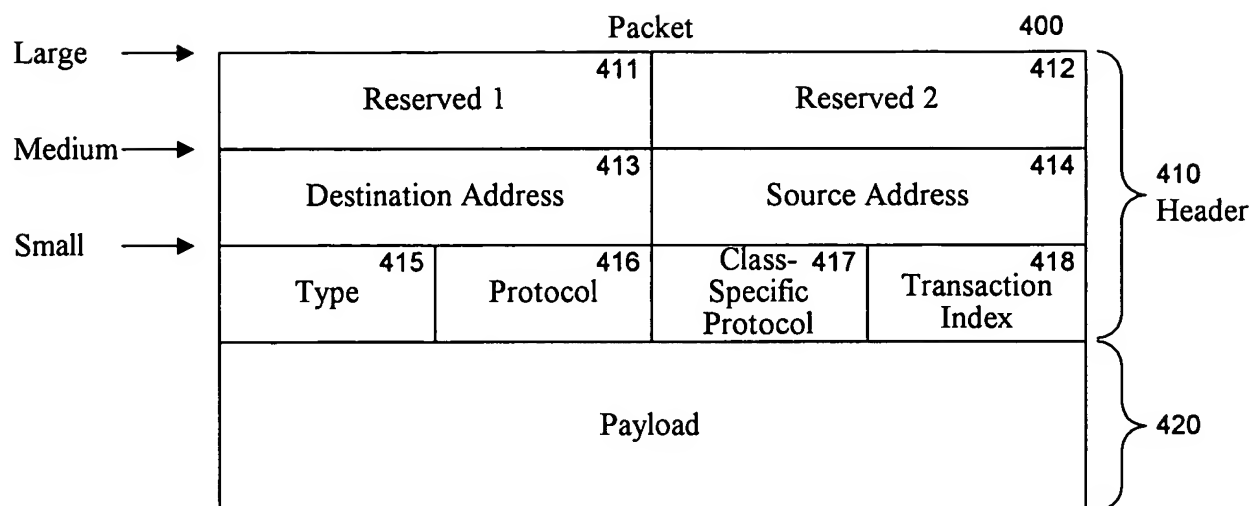 Packet 400
Large
411 412
Reserved 1 Reserved 2
Medium
413 414
Destination Address Source Address
410
Header
Small
415 416 Class- 417 418
Type Protocol Specific Transaction
Protocol Index
Payload 420